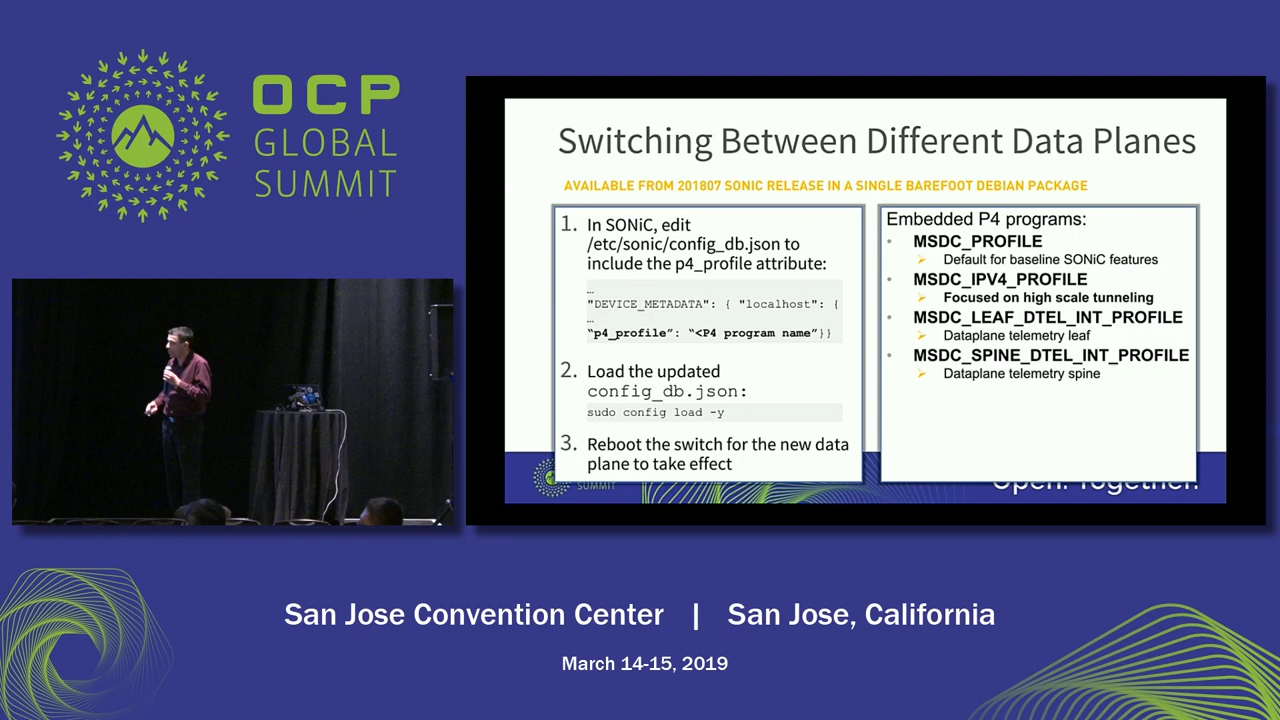 OCP
GLOBAL
SUMMIT
Switching Between Different Data Planes
AVAILABLE FROM 201807 SONIC RELEASE IN A SINGLE BAREFOOT DEBIAN PACKAGE
1. In SONiC, edit
/etc/sonic/config_db.json to
include the p4_profile attribute:
…
"DEVICE_METADATA": { "localhost": {
…
“p4_profile”: “<P4 program name”}}
2. Load the updated
config_db.json:
sudo config load -y
3. Reboot the switch for the new data
plane to take effect
Embedded P4 programs:
• MSDC_PROFILE
➢ Default for baseline SONiC features
• MSDC_IPV4_PROFILE
➢ Focused on high scale tunneling
• MSDC_LEAF_DTEL_INT_PROFILE
➢ Dataplane telemetry leaf
• MSDC_SPINE_DTEL_INT_PROFILE
➢ Dataplane telemetry spine
SUMMIT
Open. Together.
San Jose Convention Center | San Jose, California
March 14-15, 2019